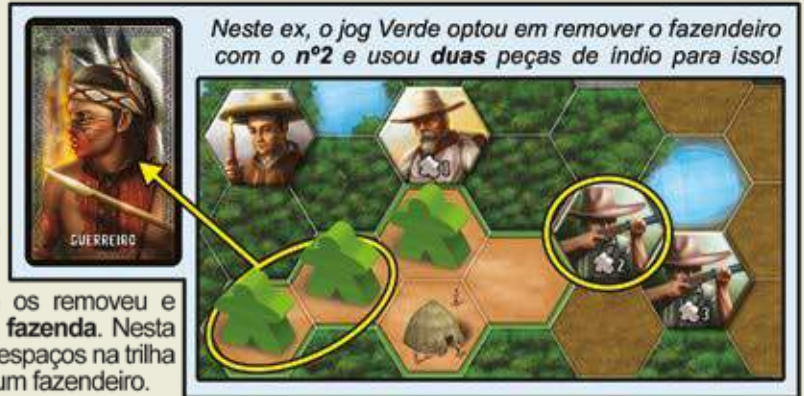 Neste ex, o jog Verde optou em remover o fazendeiro
com o nº2 e usou duas peças de índio para isso!
GUERREIRO
0
2
3
os removeu e
fazenda. Nesta
espaços na trilha
um fazendeiro.